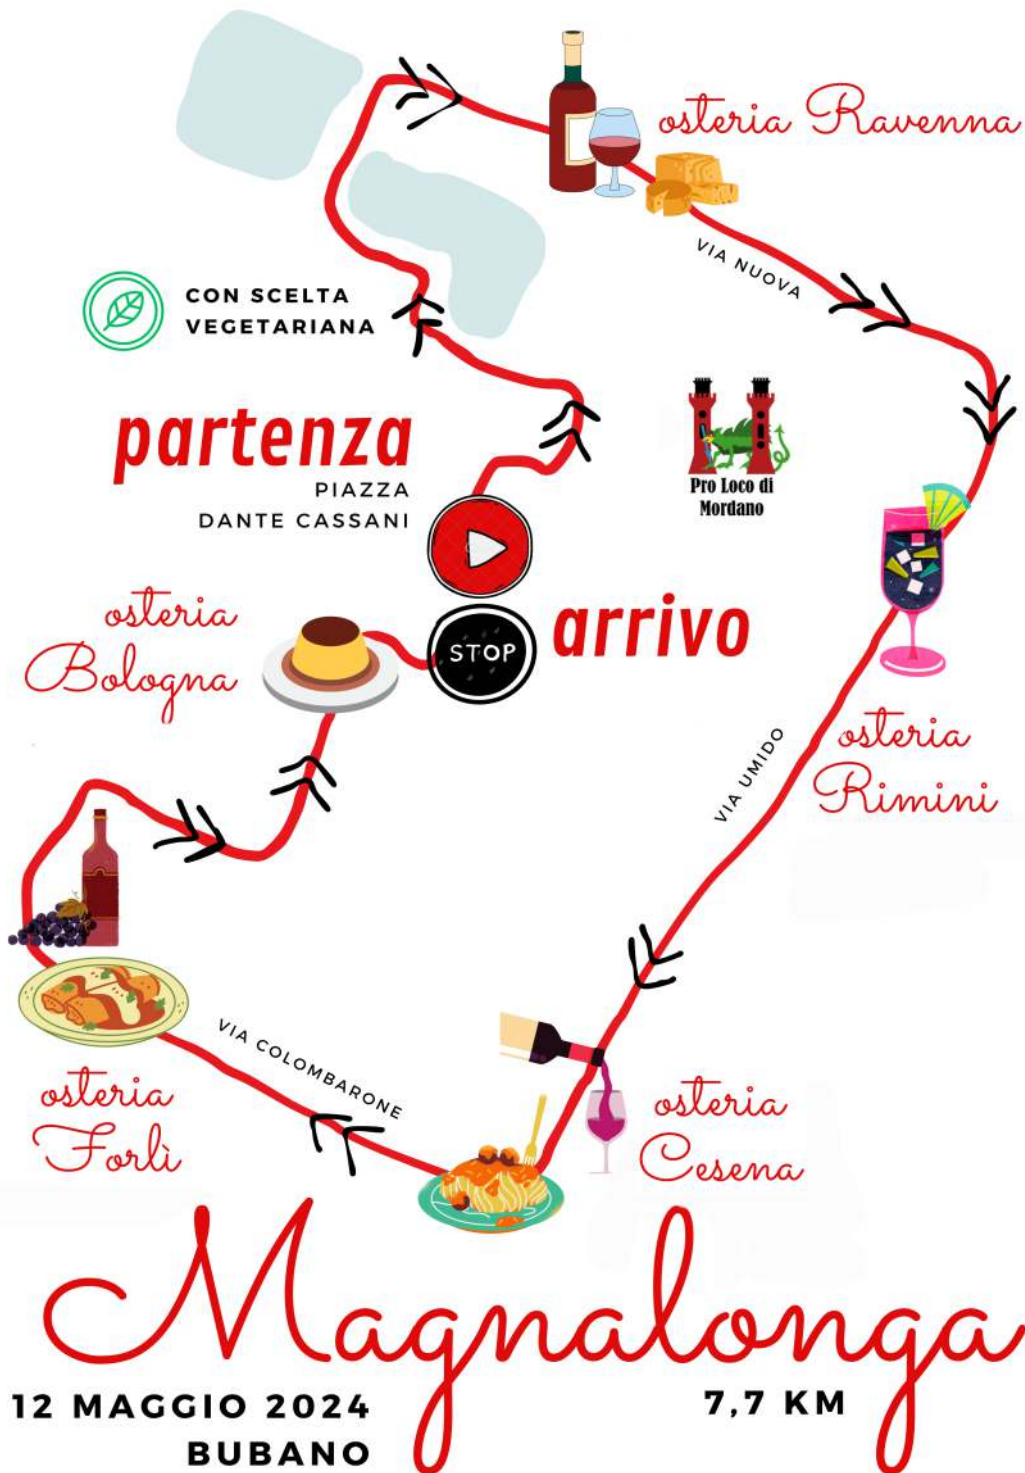 osteria Ravenna
VIA NUOVA
CON SCELTA
VEGETARIANA
partenza
PIAZZA
DANTE CASSANI
Pro Loco di
Mordano
osteria
Bologna
STOP
arrivo
osteria
Rimini
VIA UMIDO
VIA COLOMBARONE
osteria
Forlì
osteria
Cesena
Magnalonga
12 MAGGIO 2024
BUBANO
7,7 KM